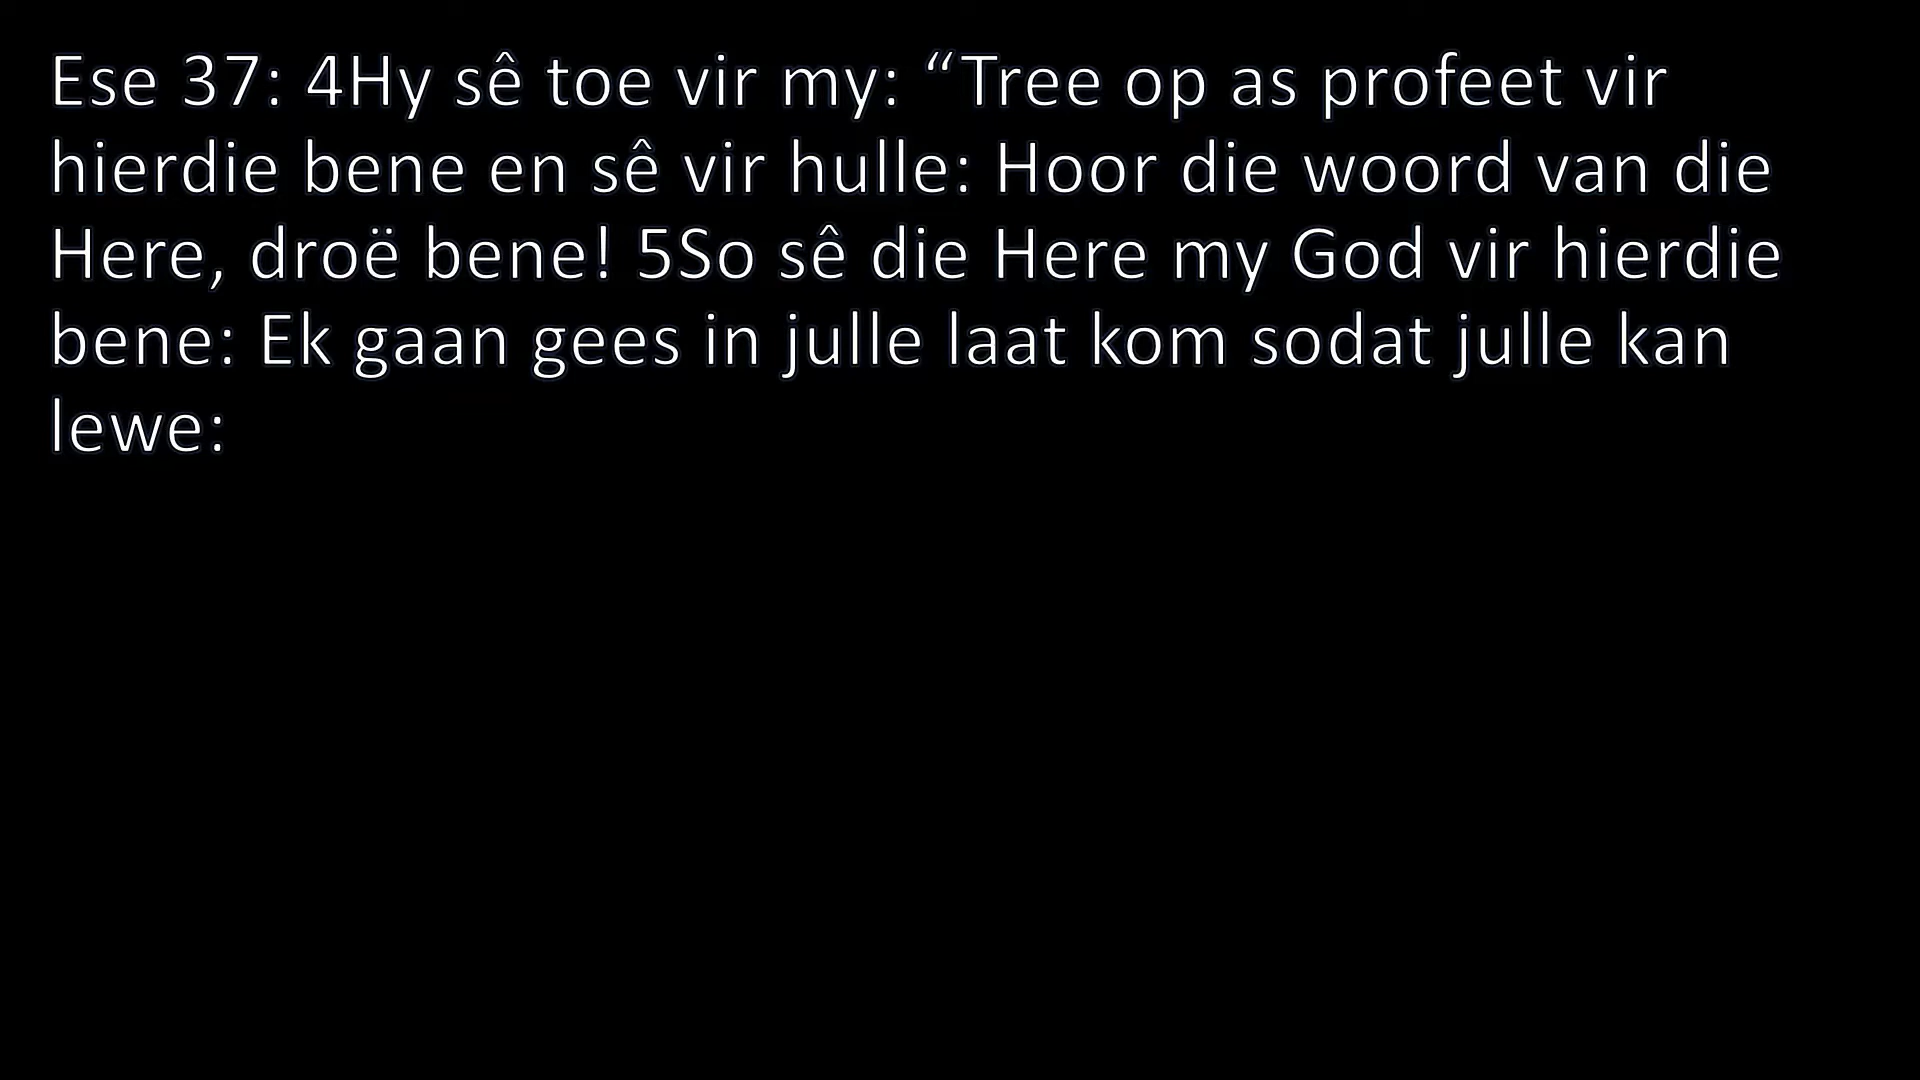 Ese 37: 4Hy sê toe vir my: “Tree op as profeet vir
hierdie bene en sê vir hulle: Hoor die woord van die
Here, droë bene! 5So sê die Here my God vir hierdie
bene: Ek gaan gees in julle laat kom sodat julle kan
lewe: